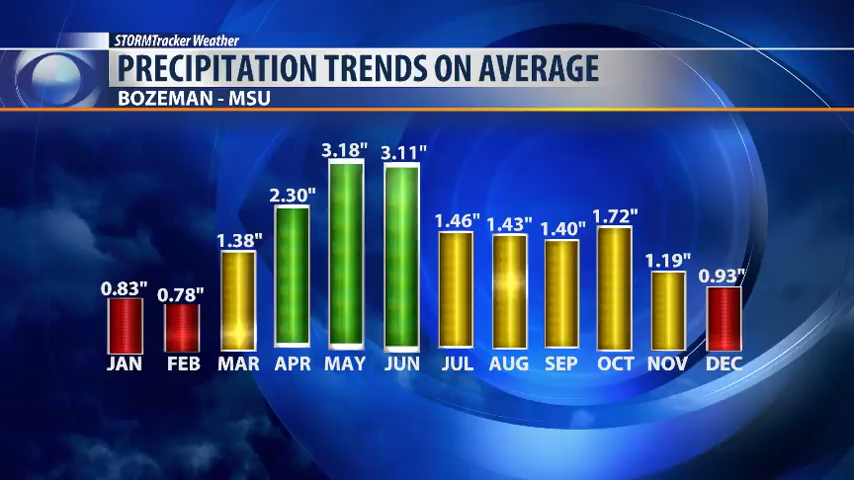 STORMTracker Weather
PRECIPITATION TRENDS ON AVERAGE
BOZEMAN - MSU
0.83" 0.78" 1.38" 2.30" 3.18" 3.11" 1.46" 1.43" 1.40" 1.72" 1.19" 0.93"
JAN FEB MAR APR MAY JUN JUL AUG SEP OCT NOV DEC